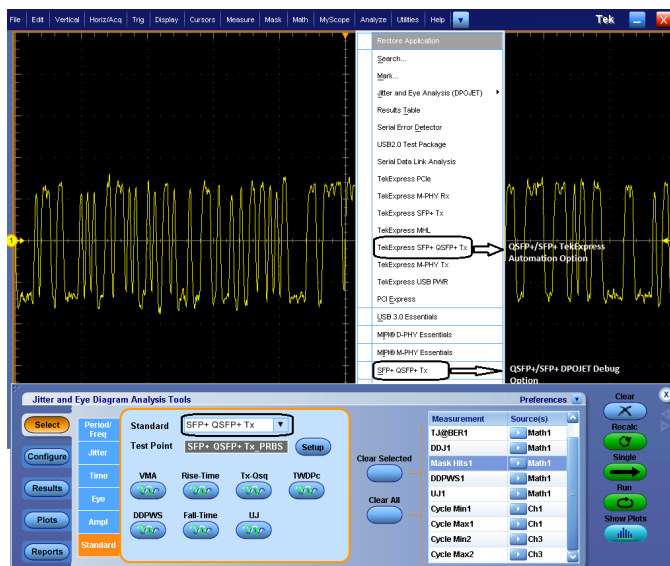 File Edit Vertical Horiz/Acq Trig Display Cursors Measure Mask Math MyScope Analyze Utilities Help Tek X
Restore Application
Search...
Mark...
Jitter and Eye Analysis (DPOJET)
Results Table
Serial Error Detector
USB2.0 Test Package
Serial Data Link Analysis
TekExpress PCIe
TekExpress M-PHY Rx
TekExpress SFP+ Tx
TekExpress MHL
TekExpress SFP+ QSFP+ Tx
QSFP+/SFP+ TekExpress
Automation Option
TekExpress M-PHY Tx
TekExpress USB PWR
PCI Express
USB 3.0 Essentials
MIPI® D-PHY Essentials
MIPI® M-PHY Essentials
SFP+ QSFP+ Tx
QSFP+/SFP+ DPOJET Debug
Option
1
Jitter and Eye Diagram Analysis Tools
Preferences
Clear
X
Select
Configure
Results
Plots
Reports
Period/
Freq
Jitter
Time
Eye
Ampl
Standard
Standard SFP+ QSFP+ Tx
Test Point SFP+ QSFP+ Tx_PRBS Setup
VMA Rise-Time Tx-Qsq TWDPc
DDPWS Fall-Time UJ
Clear Selected
Clear All
Measurement Source(s)
TJ@BER1 Math1
DDJ1 Math1
Mask Hits1 Math1
DDPWS1 Math1
UJ1 Math1
Cycle Min1 Ch1
Cycle Max1 Ch1
Cycle Min2 Ch3
Cycle Max2 Ch3
Recalc
Single
Run
Show Plots